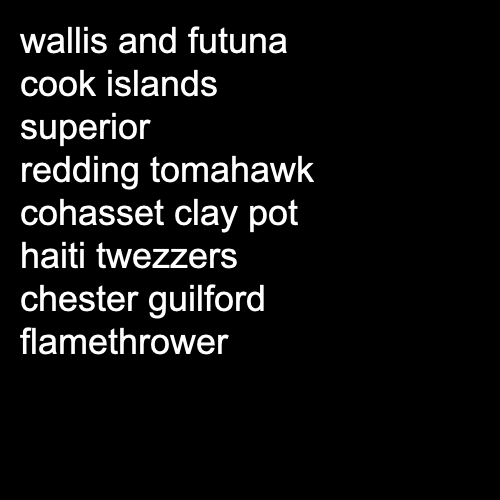 wallis and futuna
cook islands
superior
redding tomahawk
cohasset clay pot
haiti twezzers
chester guilford
flamethrower